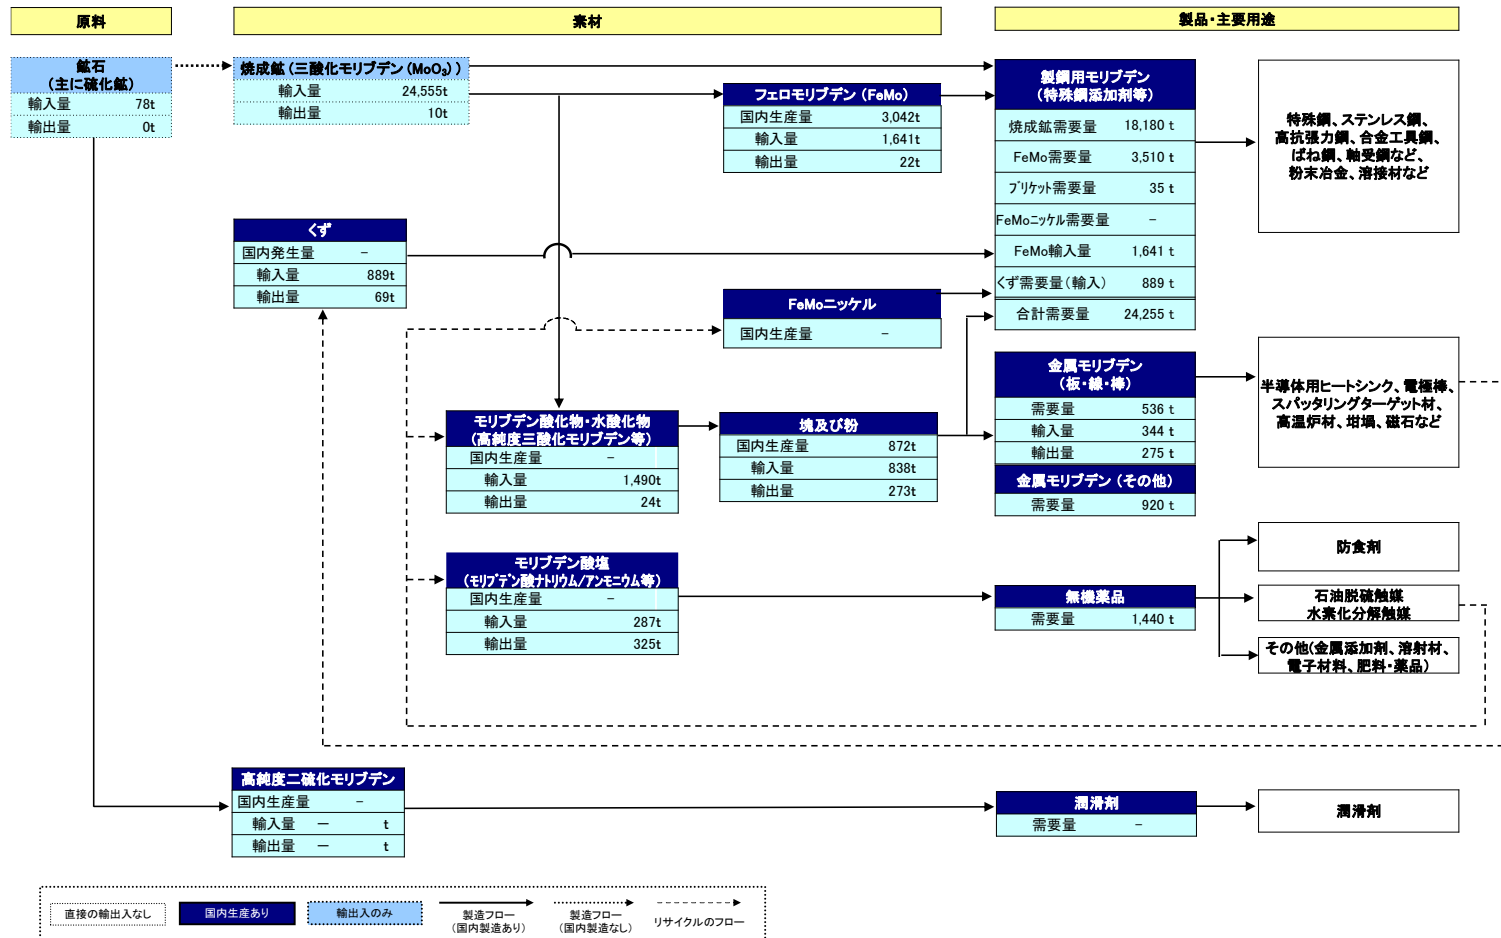 原料
素材
製品・主要用途
鉱石
(主に硫化鉱)
輸入量 78t
輸出量 0t
焼成鉱(三酸化モリブデン(MoO₃))
輸入量 24,555t
輸出量 10t
フェロモリブデン(FeMo)
国内生産量 3,042t
輸入量 1,641t
輸出量 22t
製鋼用モリブデン
(特殊鋼添加剤等)
焼成鉱需要量 18,180 t
FeMo需要量 3,510 t
ブリケット需要量 35 t
FeMoニッケル需要量 −
FeMo輸入量 1,641 t
くず需要量(輸入) 889 t
合計需要量 24,255 t
特殊鋼、ステンレス鋼、
高抗張力鋼、合金工具鋼、
ばね鋼、軸受鋼など、
粉末冶金、溶接材など
くず
国内発生量 −
輸入量 889t
輸出量 69t
FeMoニッケル
国内生産量 −
モリブデン酸化物・水酸化物
(高純度三酸化モリブデン等)
国内生産量 −
輸入量 1,490t
輸出量 24t
塊及び粉
国内生産量 872t
輸入量 838t
輸出量 273t
金属モリブデン
(板・線・棒)
需要量 536 t
輸入量 344 t
輸出量 275 t
金属モリブデン(その他)
需要量 920 t
半導体用ヒートシンク、電極棒、
スパッタリングターゲット材、
高温炉材、坩堝、磁石など
モリブデン酸塩
(モリブデン酸ナトリウム/アンモニウム等)
国内生産量 −
輸入量 287t
輸出量 325t
無機薬品
需要量 1,440 t
防食剤
石油脱硫触媒
水素化分解触媒
その他(金属添加剤、溶射材、
電子材料、肥料・薬品)
高純度二硫化モリブデン
国内生産量 −
輸入量 − t
輸出量 − t
潤滑剤
需要量 −
潤滑剤
直接の輸出入なし
国内生産あり
輸出入のみ
製造フロー
(国内製造あり)
製造フロー
(国内製造なし)
リサイクルのフロー